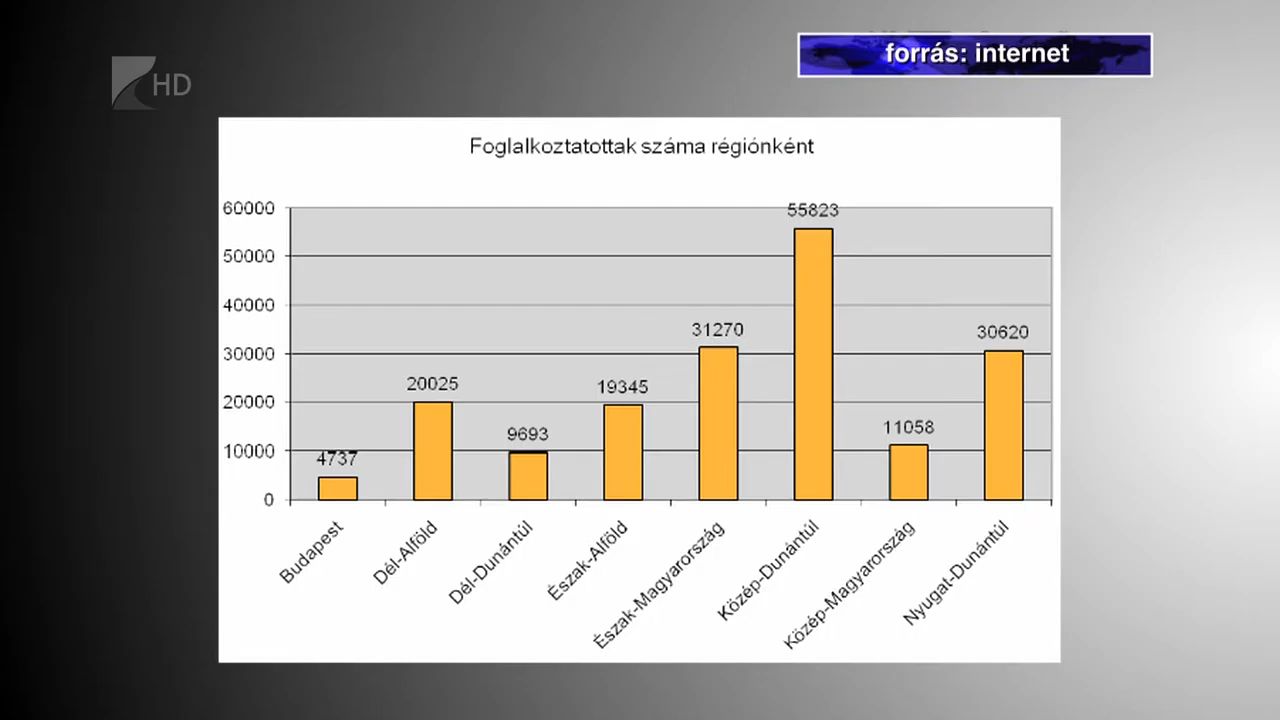 forrás: internet
HD
Foglalkoztatottak száma régiónként
60000
50000
40000
30000
20000
10000
0
4737
20025
9693
19345
31270
55823
11058
30620
Budapest
Dél-Alföld
Dél-Dunántúl
Észak-Alföld
Észak-Magyarország
Közép-Dunántúl
Közép-Magyarország
Nyugat-Dunántúl